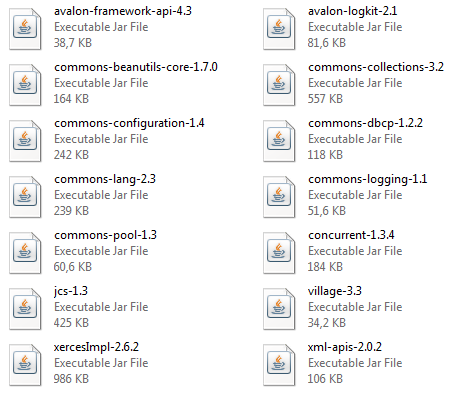 avalon-framework-api-4.3
Executable Jar File
38,7 KB
avalon-logkit-2.1
Executable Jar File
81,6 KB
commons-beanutils-core-1.7.0
Executable Jar File
164 KB
commons-collections-3.2
Executable Jar File
557 KB
commons-configuration-1.4
Executable Jar File
242 KB
commons-dbcp-1.2.2
Executable Jar File
118 KB
commons-lang-2.3
Executable Jar File
239 KB
commons-logging-1.1
Executable Jar File
51,6 KB
commons-pool-1.3
Executable Jar File
60,6 KB
concurrent-1.3.4
Executable Jar File
184 KB
jcs-1.3
Executable Jar File
425 KB
village-3.3
Executable Jar File
34,2 KB
xercesImpl-2.6.2
Executable Jar File
986 KB
xml-apis-2.0.2
Executable Jar File
106 KB